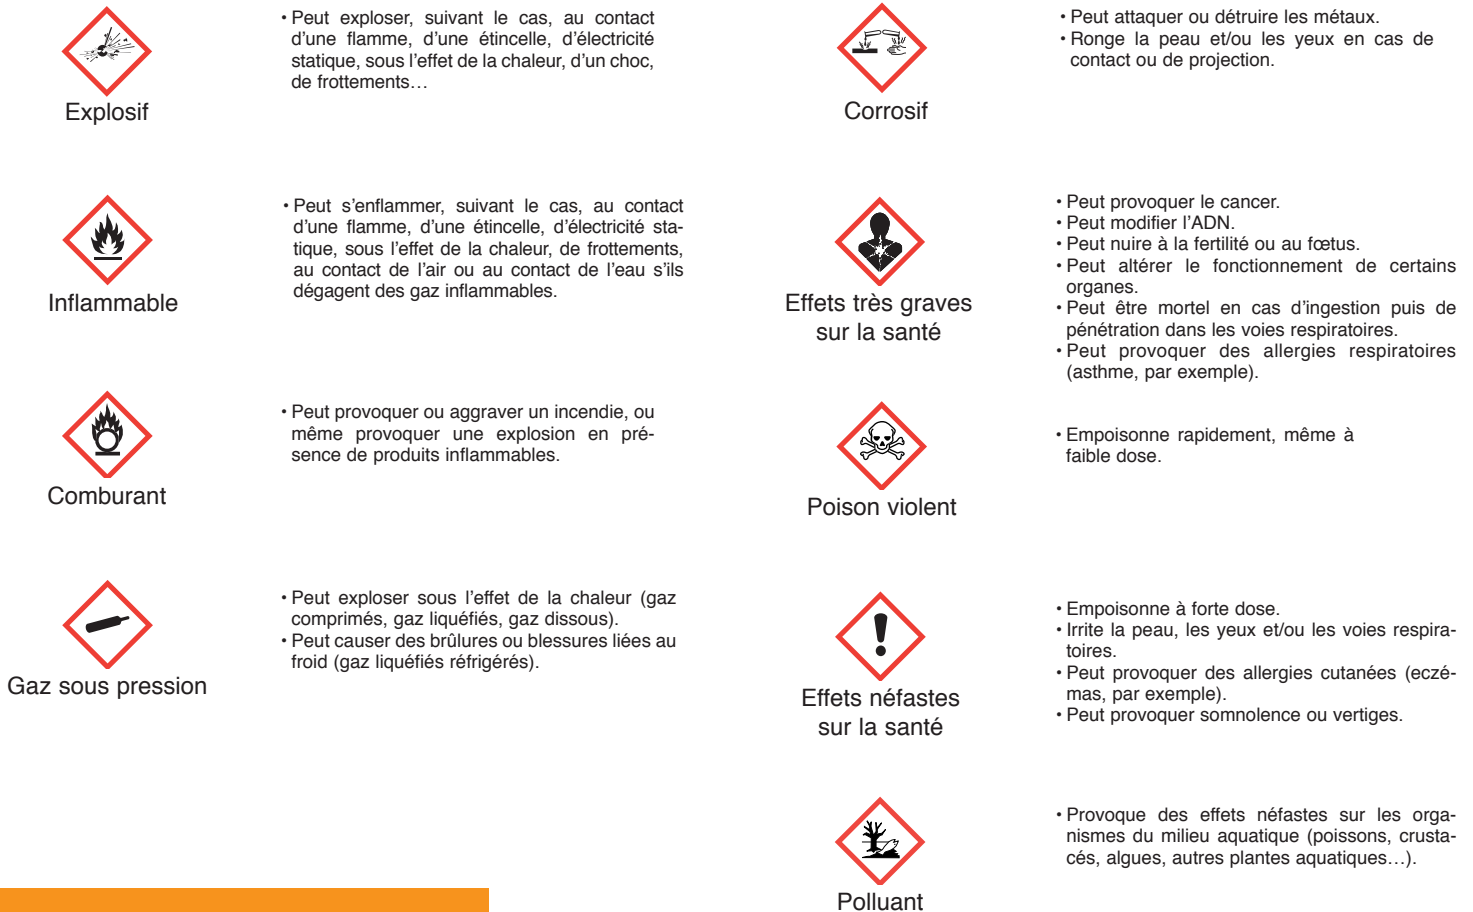 • Peut exploser, suivant le cas, au contact
d'une flamme, d'une étincelle, d'électricité
statique, sous l'effet de la chaleur, d'un choc,
de frottements…
Explosif
• Peut s'enflammer, suivant le cas, au contact
d'une flamme, d'une étincelle, d'électricité sta-
tique, sous l'effet de la chaleur, de frottements,
au contact de l'air ou au contact de l'eau s'ils
dégagent des gaz inflammables.
Inflammable
• Peut provoquer ou aggraver un incendie, ou
même provoquer une explosion en pré-
sence de produits inflammables.
Comburant
• Peut exploser sous l'effet de la chaleur (gaz
comprimés, gaz liquéfiés, gaz dissous).
• Peut causer des brûlures ou blessures liées au
froid (gaz liquéfiés réfrigérés).
Gaz sous pression
• Peut attaquer ou détruire les métaux.
• Ronge la peau et/ou les yeux en cas de
contact ou de projection.
Corrosif
• Peut provoquer le cancer.
• Peut modifier l'ADN.
• Peut nuire à la fertilité ou au fœtus.
• Peut altérer le fonctionnement de certains
organes.
• Peut être mortel en cas d'ingestion puis de
pénétration dans les voies respiratoires.
• Peut provoquer des allergies respiratoires
(asthme, par exemple).
Effets très graves
sur la santé
• Empoisonne rapidement, même à
faible dose.
Poison violent
• Empoisonne à forte dose.
• Irrite la peau, les yeux et/ou les voies respira-
toires.
• Peut provoquer des allergies cutanées (eczé-
mas, par exemple).
• Peut provoquer somnolence ou vertiges.
Effets néfastes
sur la santé
• Provoque des effets néfastes sur les orga-
nismes du milieu aquatique (poissons, crusta-
cés, algues, autres plantes aquatiques…).
Polluant